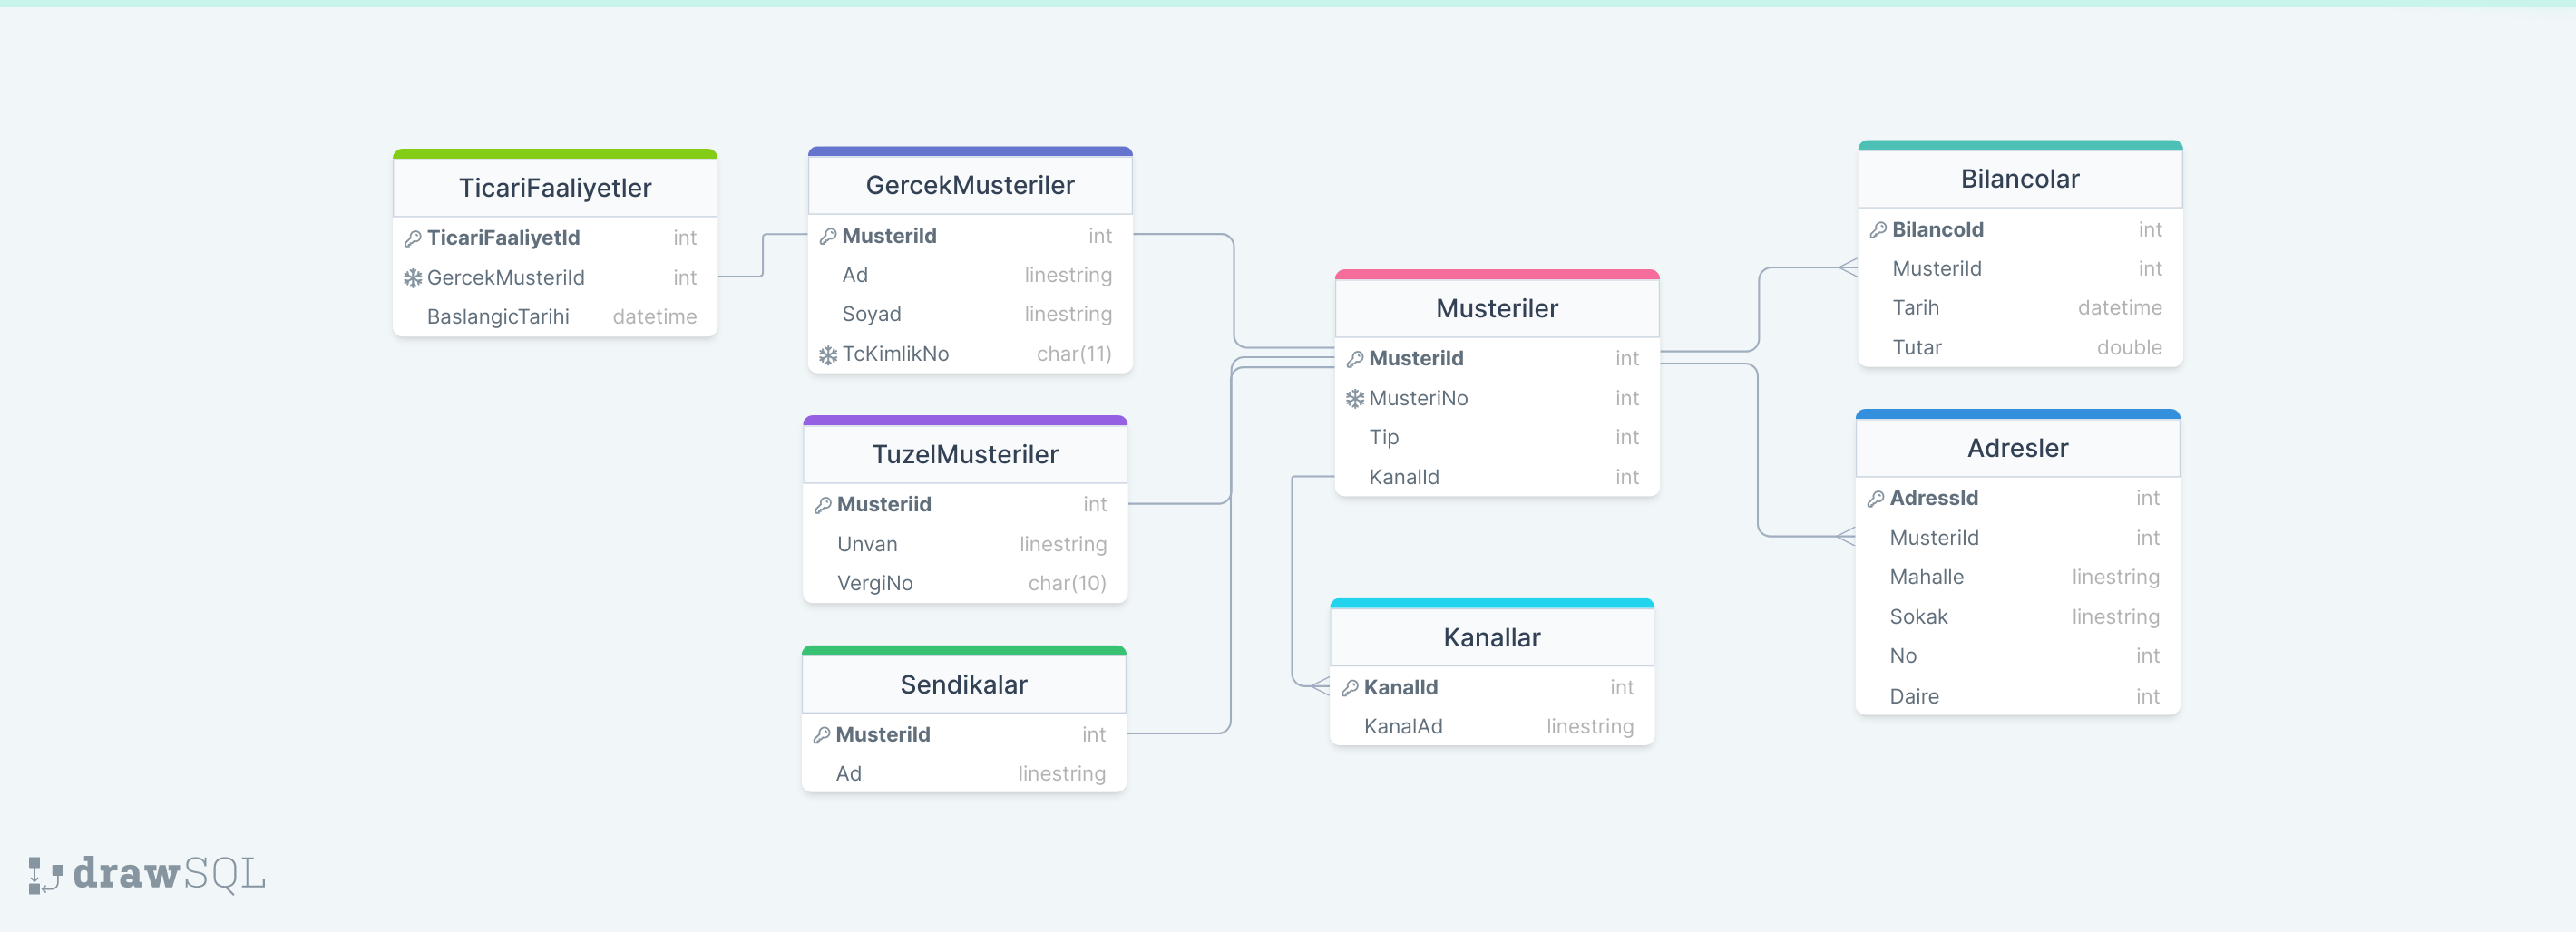 TicariFaaliyetler
TicariFaaliyetId int
GercekMusteriId int
BaslangicTarihi datetime
GercekMusteriler
MusteriId int
Ad linestring
Soyad linestring
TcKimlikNo char(11)
TuzelMusteriler
Musteriid int
Unvan linestring
VergiNo char(10)
Sendikalar
MusteriId int
Ad linestring
Musteriler
MusteriId int
MusteriNo int
Tip int
KanalId int
Kanallar
KanalId int
KanalAd linestring
Bilancolar
BilancoId int
MusteriId int
Tarih datetime
Tutar double
Adresler
AdressId int
MusteriId int
Mahalle linestring
Sokak linestring
No int
Daire int
drawSQL